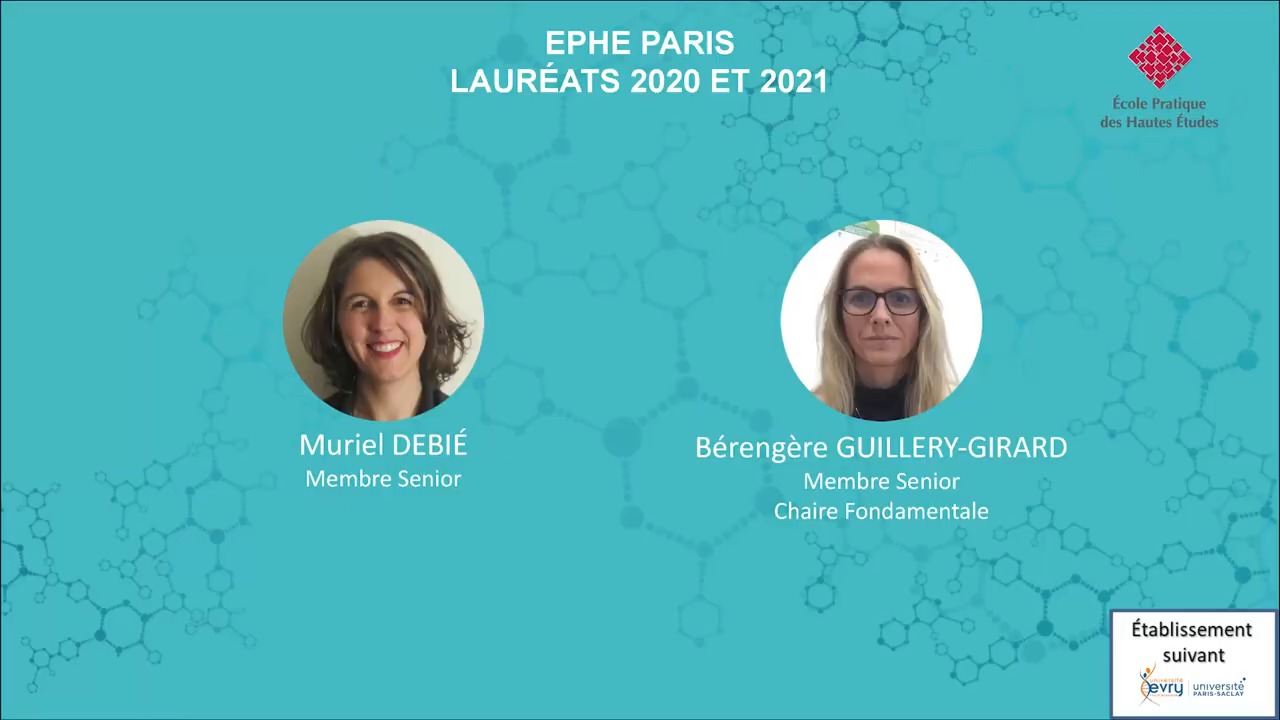 EPHE PARIS
LAURÉATS 2020 ET 2021
École Pratique
des Hautes Études
Muriel DEBIÉ
Membre Senior
Bérengère GUILLERY-GIRARD
Membre Senior
Chaire Fondamentale
Établissement
suivant
université
evry
université
PARIS-SACLAY